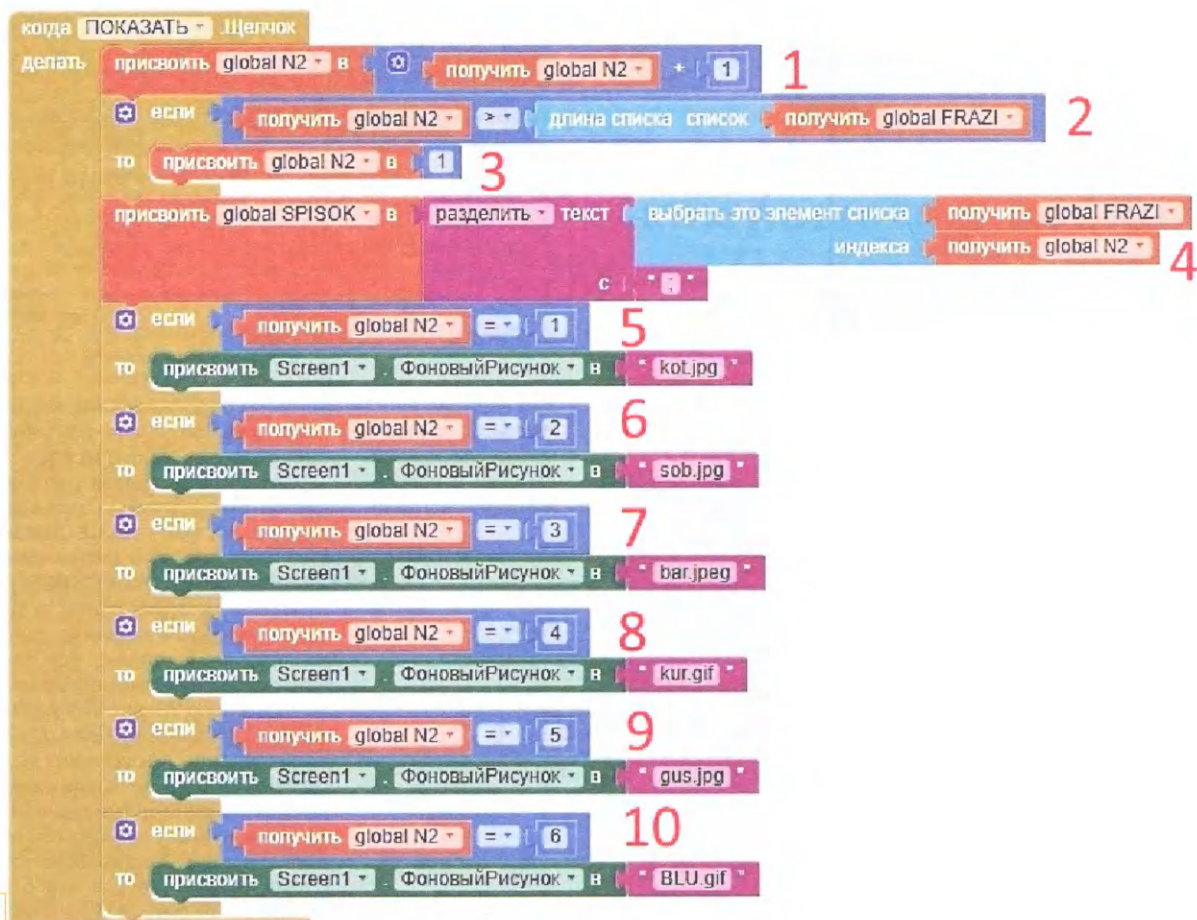 когда ПОКАЗАТЬ .Щелчок
делать присвоить global N2 в получить global N2 + 1 1
если получить global N2 > длина списка список получить global FRAZI 2
то присвоить global N2 в 1 3
присвоить global SPISOK в разделить текст выбрать это элемент списка получить global FRAZI
индекса получить global N2 4
с " ; "
если получить global N2 = 1 5
то присвоить Screen1 . ФоновыйРисунок в " kot.jpg "
если получить global N2 = 2 6
то присвоить Screen1 . ФоновыйРисунок в " sob.jpg "
если получить global N2 = 3 7
то присвоить Screen1 . ФоновыйРисунок в " bar.jpeg "
если получить global N2 = 4 8
то присвоить Screen1 . ФоновыйРисунок в " kur.gif "
если получить global N2 = 5 9
то присвоить Screen1 . ФоновыйРисунок в " gus.jpg "
если получить global N2 = 6 10
то присвоить Screen1 . ФоновыйРисунок в " BLU.gif "